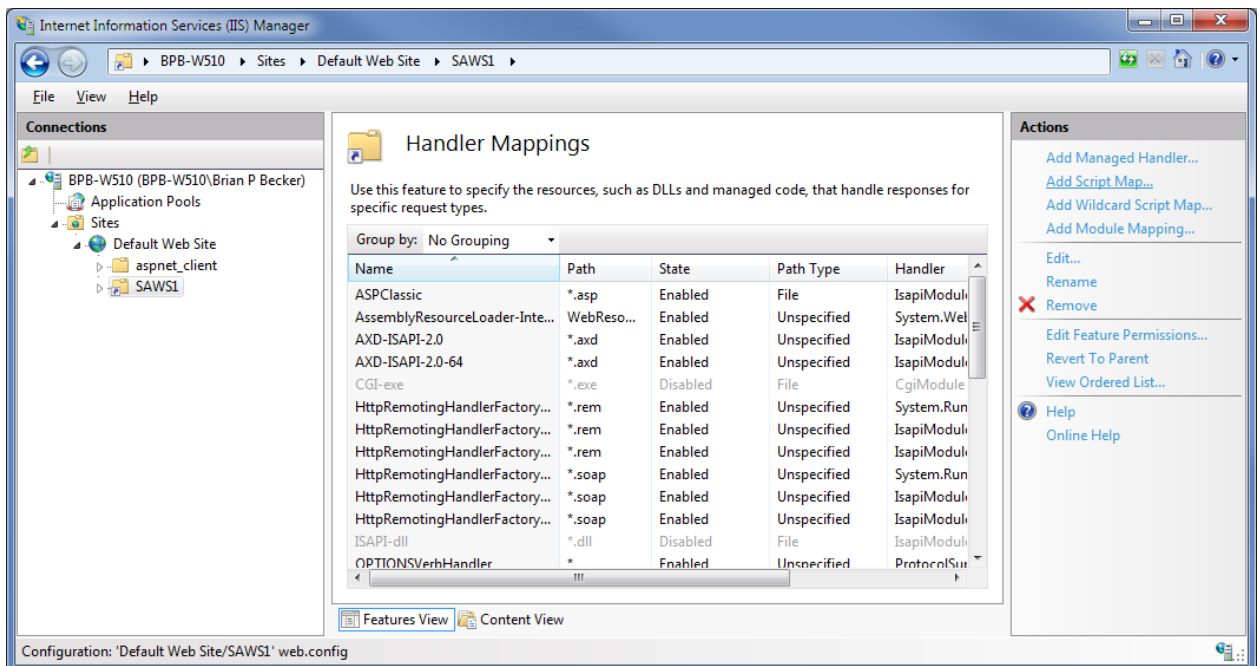 Internet Information Services (IIS) Manager
BPB-W510 Sites Default Web Site SAWS1
File View Help
Connections
BPB-W510 (BPB-W510\Brian P Becker)
Application Pools
Sites
Default Web Site
aspnet_client
SAWS1
Handler Mappings
Use this feature to specify the resources, such as DLLs and managed code, that handle responses for
specific request types.
Group by: No Grouping
Name Path State Path Type Handler
ASPClassic *.asp Enabled File IsapiModul
AssemblyResourceLoader-Inte... WebReso... Enabled Unspecified System.Wel
AXD-ISAPI-2.0 *.axd Enabled Unspecified IsapiModul
AXD-ISAPI-2.0-64 *.axd Enabled Unspecified IsapiModul
CGI-exe *.exe Disabled File CgiModule
HttpRemotingHandlerFactory... *.rem Enabled Unspecified System.Run
HttpRemotingHandlerFactory... *.rem Enabled Unspecified IsapiModul
HttpRemotingHandlerFactory... *.rem Enabled Unspecified IsapiModul
HttpRemotingHandlerFactory... *.soap Enabled Unspecified System.Run
HttpRemotingHandlerFactory... *.soap Enabled Unspecified IsapiModul
HttpRemotingHandlerFactory... *.soap Enabled Unspecified IsapiModul
ISAPI-dll *.dll Disabled File IsapiModul
OPTIONSVerbHandler * Enabled Unspecified ProtocolSu
Features View Content View
Actions
Add Managed Handler...
Add Script Map...
Add Wildcard Script Map...
Add Module Mapping...
Edit...
Rename
Remove
Edit Feature Permissions...
Revert To Parent
View Ordered List...
Help
Online Help
Configuration: 'Default Web Site/SAWS1' web.config